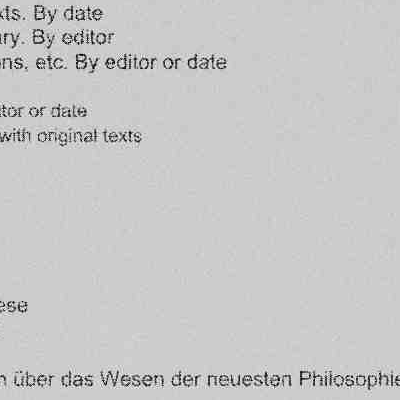 xts. By date
ary. By editor
ons, etc. By editor or date
itor or date
with original texts
ese
n über das Wesen der neuesten Philosophie